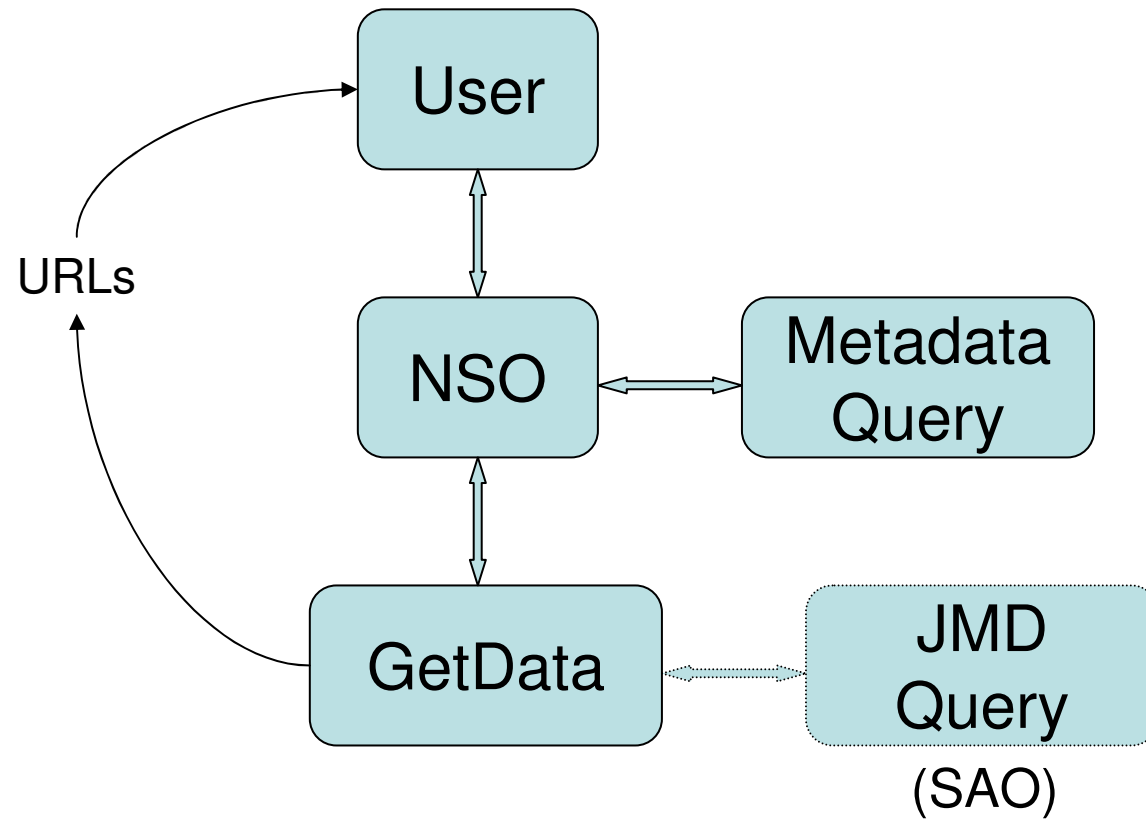 User
URLs
NSO
Metadata
Query
GetData
JMD
Query
(SAO)